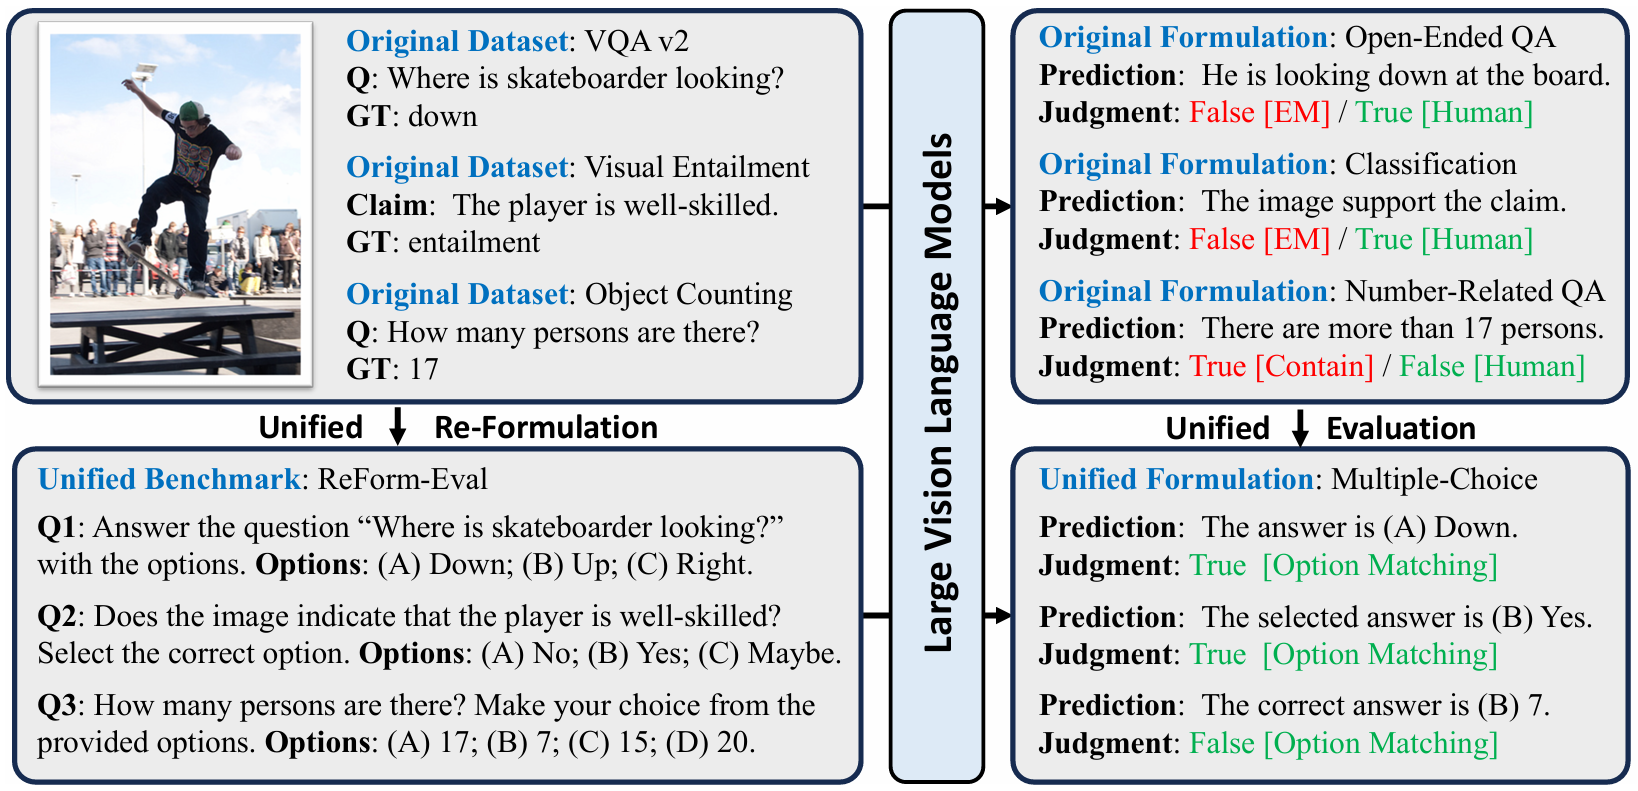 Original Dataset: VQA v2
Q: Where is skateboarder looking?
GT: down
Original Dataset: Visual Entailment
Claim: The player is well-skilled.
GT: entailment
Original Dataset: Object Counting
Q: How many persons are there?
GT: 17
Unified Re-Formulation
Unified Benchmark: ReForm-Eval
Q1: Answer the question “Where is skateboarder looking?”
with the options. Options: (A) Down; (B) Up; (C) Right.
Q2: Does the image indicate that the player is well-skilled?
Select the correct option. Options: (A) No; (B) Yes; (C) Maybe.
Q3: How many persons are there? Make your choice from the
provided options. Options: (A) 17; (B) 7; (C) 15; (D) 20.
Large Vision Language Models
Original Formulation: Open-Ended QA
Prediction: He is looking down at the board.
Judgment: False [EM] / True [Human]
Original Formulation: Classification
Prediction: The image support the claim.
Judgment: False [EM] / True [Human]
Original Formulation: Number-Related QA
Prediction: There are more than 17 persons.
Judgment: True [Contain] / False [Human]
Unified Evaluation
Unified Formulation: Multiple-Choice
Prediction: The answer is (A) Down.
Judgment: True [Option Matching]
Prediction: The selected answer is (B) Yes.
Judgment: True [Option Matching]
Prediction: The correct answer is (B) 7.
Judgment: False [Option Matching]